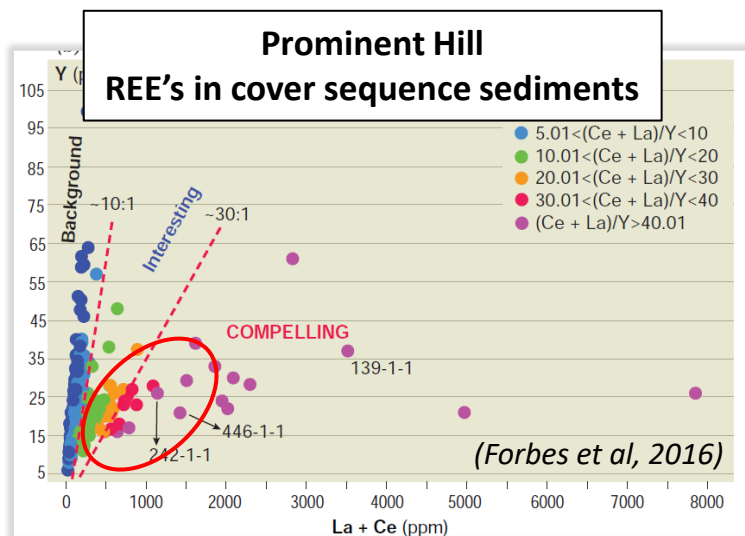 Prominent Hill
REE's in cover sequence sediments
Y
105
95
85
75
65
55
45
35
25
15
5
Background
~10:1
Interesting
~30:1
COMPELLING
5.01<(Ce + La)/Y<10
10.01<(Ce + La)/Y<20
20.01<(Ce + La)/Y<30
30.01<(Ce + La)/Y<40
(Ce + La)/Y>40.01
139-1-1
446-1-1
242-1-1
(Forbes et al, 2016)
0 1000 2000 3000 4000 5000 6000 7000 8000
La + Ce (ppm)